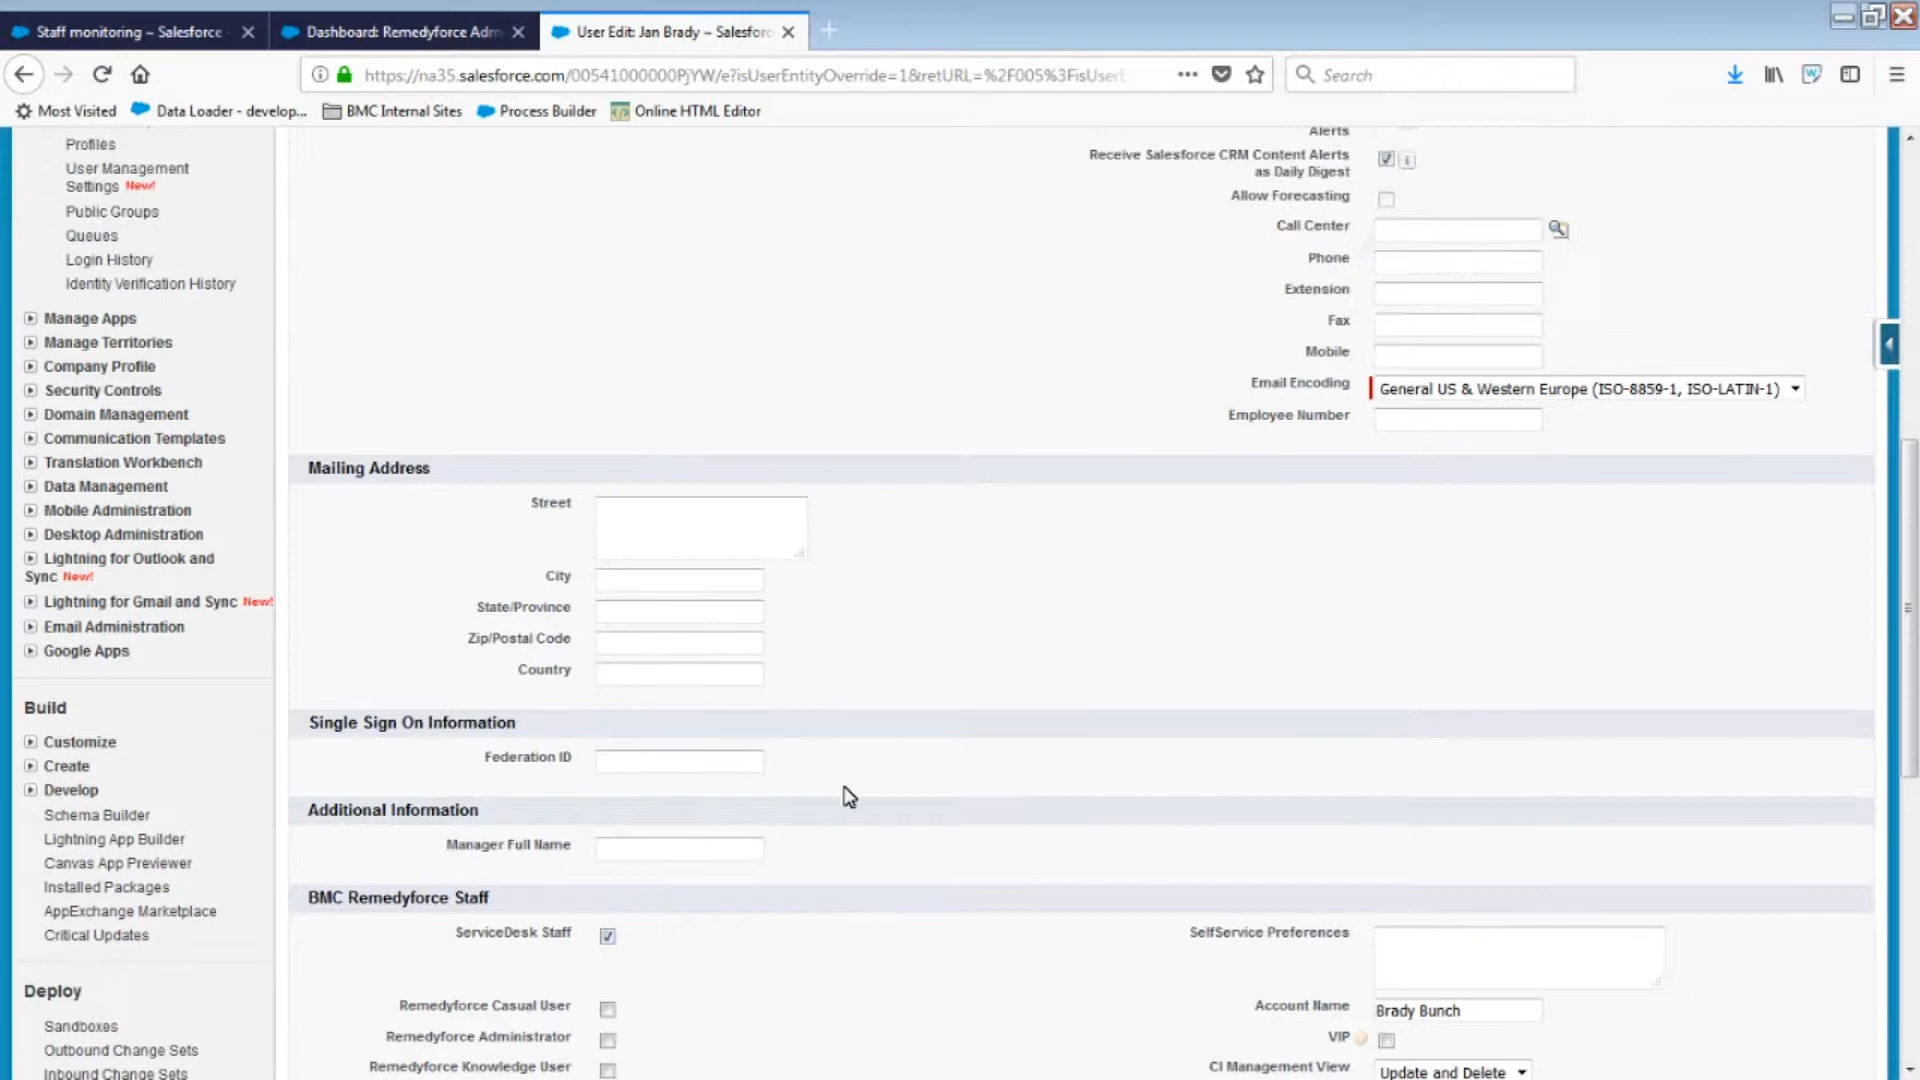 Staff monitoring ~ Salesforce
Dashboard: Remedyforce Adm
User Edit: Jan Brady ~ Salesforc
https://na35.salesforce.com/00541000000PjYW/e?isUserEntityOverride=1&retURL=%2F005%3FisUserE
Search
Most Visited
Data Loader - develop...
BMC Internal Sites
Process Builder
Online HTML Editor
Profiles
User Management
Settings New!
Public Groups
Queues
Login History
Identity Verification History
Manage Apps
Manage Territories
Company Profile
Security Controls
Domain Management
Communication Templates
Translation Workbench
Data Management
Mobile Administration
Desktop Administration
Lightning for Outlook and
Sync New!
Lightning for Gmail and Sync New!
Email Administration
Google Apps
Build
Customize
Create
Develop
Schema Builder
Lightning App Builder
Canvas App Previewer
Installed Packages
AppExchange Marketplace
Critical Updates
Deploy
Sandboxes
Outbound Change Sets
Inbound Change Sets
Alerts
Receive Salesforce CRM Content Alerts
as Daily Digest
Allow Forecasting
Call Center
Phone
Extension
Fax
Mobile
Email Encoding General US & Western Europe (ISO-8859-1, ISO-LATIN-1)
Employee Number
Mailing Address
Street
City
State/Province
Zip/Postal Code
Country
Single Sign On Information
Federation ID
Additional Information
Manager Full Name
BMC Remedyforce Staff
ServiceDesk Staff
SelfService Preferences
Remedyforce Casual User
Account Name Brady Bunch
Remedyforce Administrator
VIP
Remedyforce Knowledge User
CI Management View Update and Delete